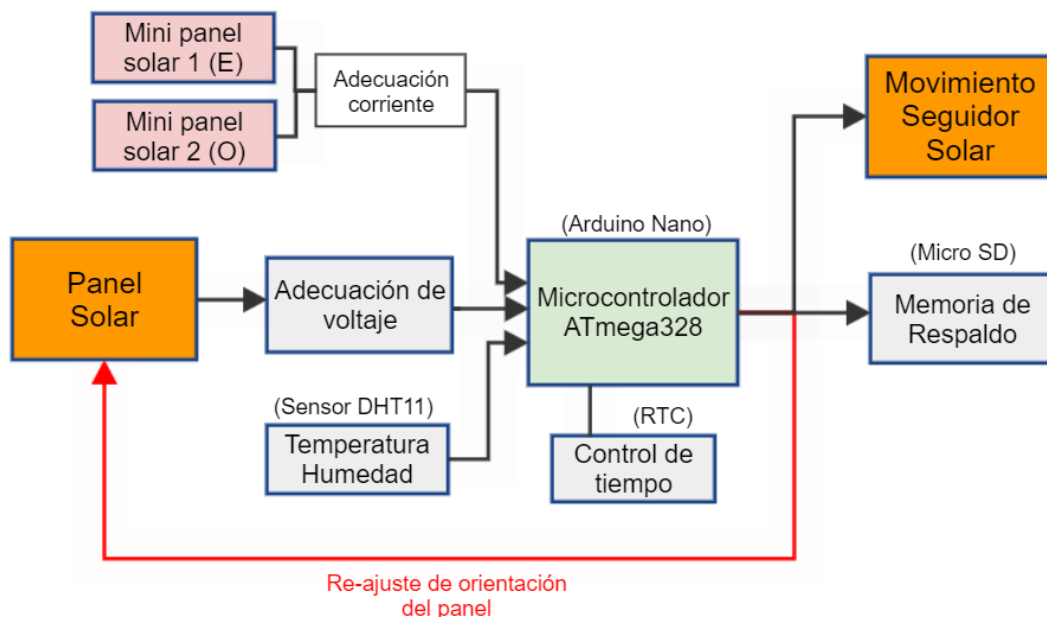 Mini panel
solar 1 (E)
Mini panel
solar 2 (O)
Adecuación
corriente
Movimiento
Seguidor
Solar
(Arduino Nano)
(Micro SD)
Panel
Solar
Adecuación de
voltaje
Microcontrolador
ATmega328
Memoria de
Respaldo
(Sensor DHT11)
Temperatura
Humedad
(RTC)
Control de
tiempo
Re-ajuste de orientación
del panel